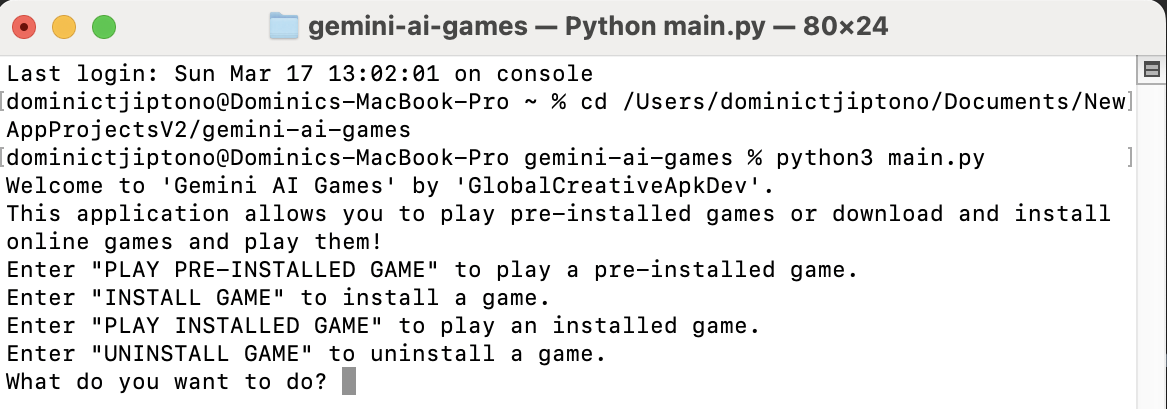 gemini-ai-games — Python main.py — 80×24
Last login: Sun Mar 17 13:02:01 on console
[dominictjiptono@Dominics-MacBook-Pro ~ % cd /Users/dominictjiptono/Documents/New]
AppProjectsV2/gemini-ai-games
[dominictjiptono@Dominics-MacBook-Pro gemini-ai-games % python3 main.py ]
Welcome to 'Gemini AI Games' by 'GlobalCreativeApkDev'.
This application allows you to play pre-installed games or download and install
online games and play them!
Enter "PLAY PRE-INSTALLED GAME" to play a pre-installed game.
Enter "INSTALL GAME" to install a game.
Enter "PLAY INSTALLED GAME" to play an installed game.
Enter "UNINSTALL GAME" to uninstall a game.
What do you want to do?